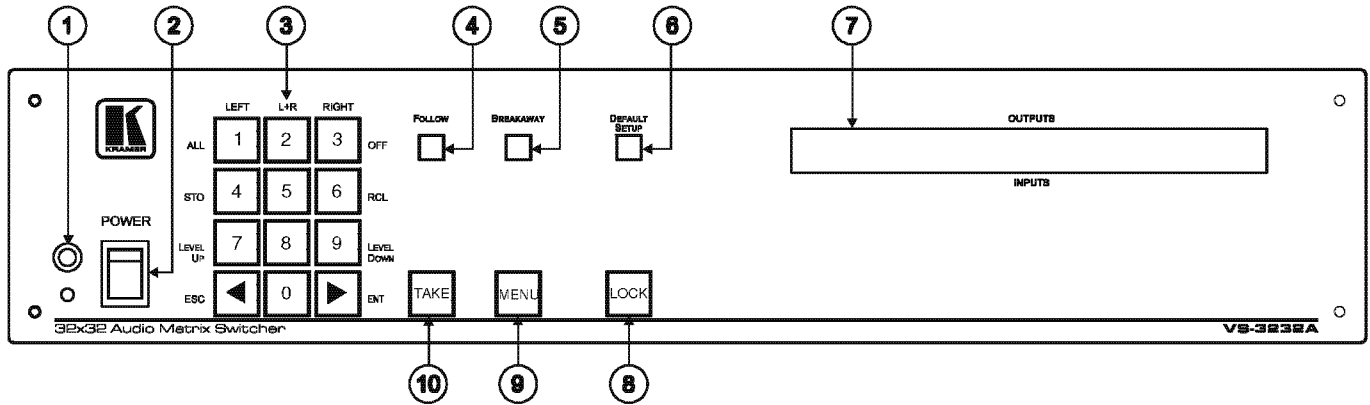 1 2 3 4 5 6 7
LEFT L+R RIGHT
K
KRAMER
ALL 1 2 3 OFF
FOLLOW BREAKAWAY DEFAULT SETUP
OUTPUTS
INPUTS
STO 4 5 6 RCL
POWER
LEVEL UP 7 8 9 LEVEL DOWN
ESC ◀ 0 ▶ ENT
TAKE MENU LOCK
32x32 Audio Matrix Switcher
VS-3232A
10 9 8